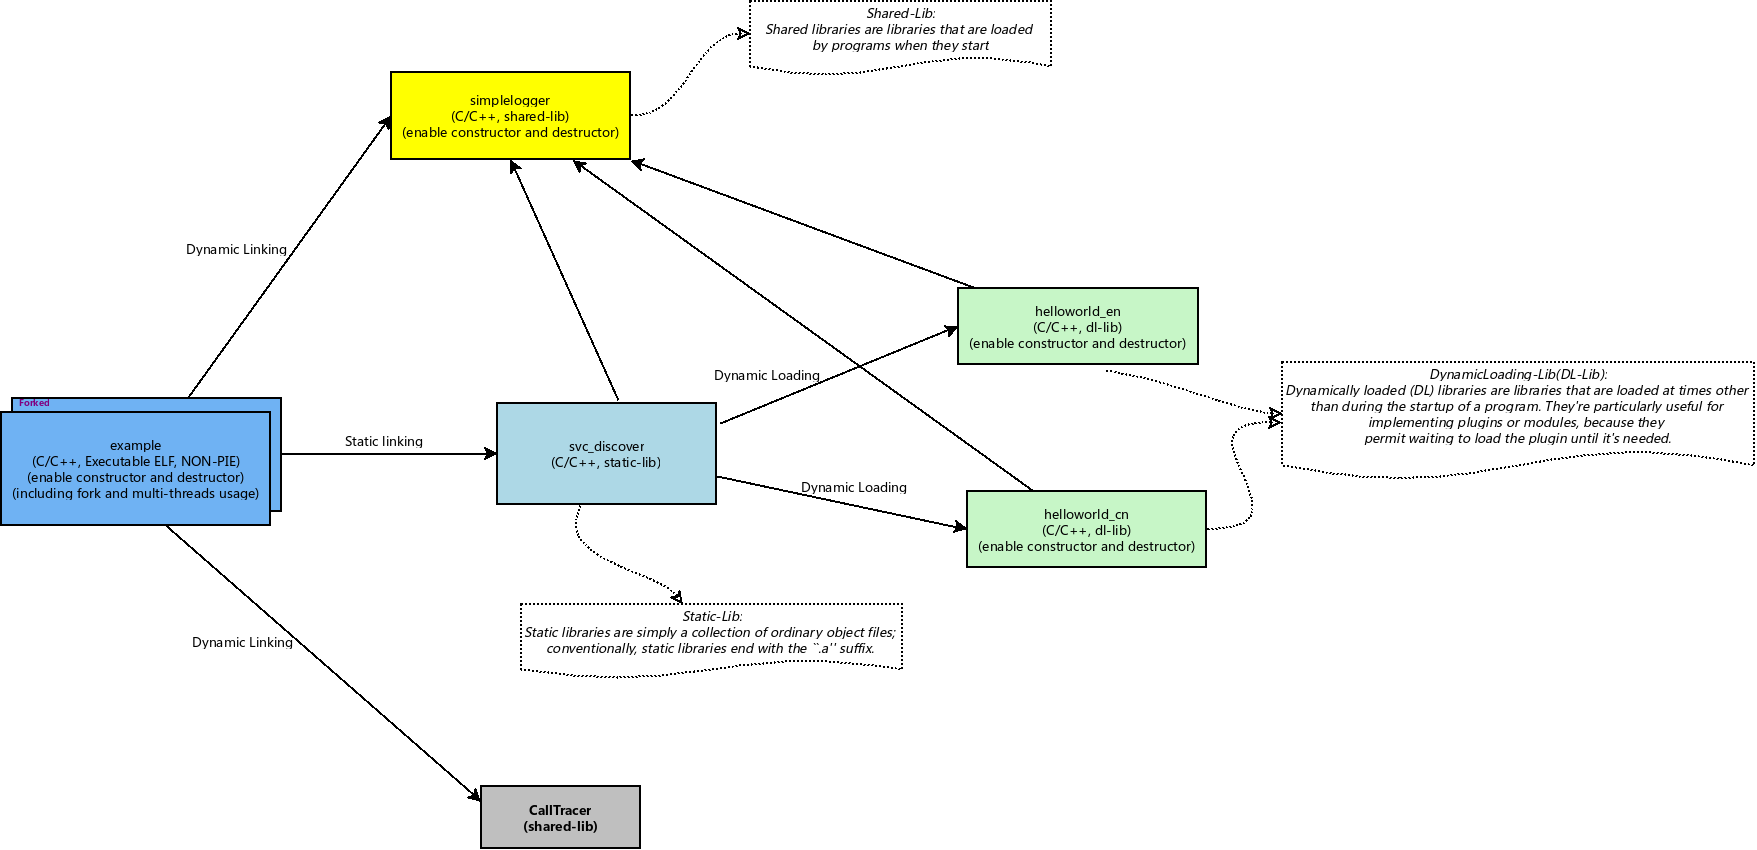 Shared-Lib:
Shared libraries are libraries that are loaded
by programs when they start
simplelogger
(C/C++, shared-lib)
(enable constructor and destructor)
Dynamic Linking
helloworld_en
(C/C++, dl-lib)
(enable constructor and destructor)
Dynamic Loading
DynamicLoading-Lib(DL-Lib):
Dynamically loaded (DL) libraries are libraries that are loaded at times other
than during the startup of a program. They're particularly useful for
implementing plugins or modules, because they
permit waiting to load the plugin until it's needed.
Forked
example
(C/C++, Executable ELF, NON-PIE)
(enable constructor and destructor)
(including fork and multi-threads usage)
Static linking
svc_discover
(C/C++, static-lib)
Dynamic Loading
helloworld_cn
(C/C++, dl-lib)
(enable constructor and destructor)
Static-Lib:
Static libraries are simply a collection of ordinary object files;
conventionally, static libraries end with the ``.a'' suffix.
Dynamic Linking
CallTracer
(shared-lib)